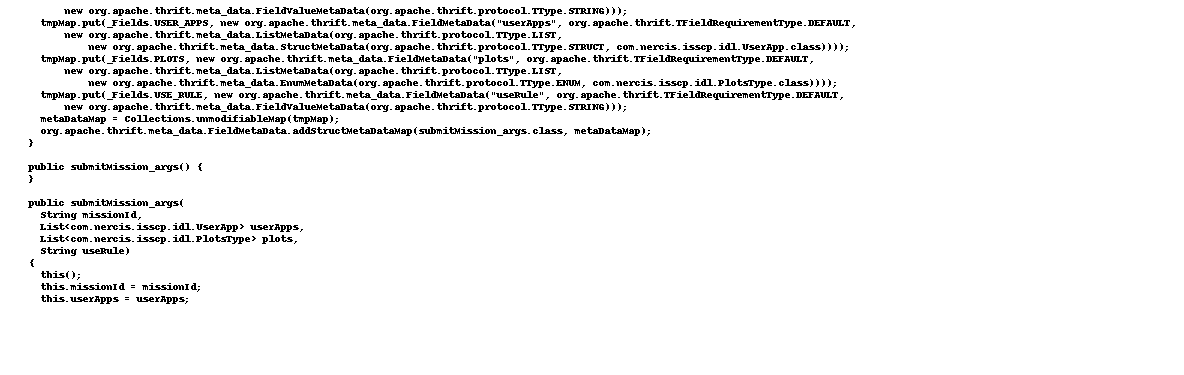 new org.apache.thrift.meta_data.FieldValueMetaData(org.apache.thrift.protocol.TType.STRING)));
tmpMap.put(_Fields.USER_APPS, new org.apache.thrift.meta_data.FieldMetaData("userApps", org.apache.thrift.TFieldRequirementType.DEFAULT,
new org.apache.thrift.meta_data.ListMetaData(org.apache.thrift.protocol.TType.LIST,
new org.apache.thrift.meta_data.StructMetaData(org.apache.thrift.protocol.TType.STRUCT, com.nercis.isscp.idl.UserApp.class))));
tmpMap.put(_Fields.PLOTS, new org.apache.thrift.meta_data.FieldMetaData("plots", org.apache.thrift.TFieldRequirementType.DEFAULT,
new org.apache.thrift.meta_data.ListMetaData(org.apache.thrift.protocol.TType.LIST,
new org.apache.thrift.meta_data.EnumMetaData(org.apache.thrift.protocol.TType.ENUM, com.nercis.isscp.idl.PlotsType.class))));
tmpMap.put(_Fields.USE_RULE, new org.apache.thrift.meta_data.FieldMetaData("useRule", org.apache.thrift.TFieldRequirementType.DEFAULT,
new org.apache.thrift.meta_data.FieldValueMetaData(org.apache.thrift.protocol.TType.STRING)));
metaDataMap = Collections.unmodifiableMap(tmpMap);
org.apache.thrift.meta_data.FieldMetaData.addStructMetaDataMap(submitMission_args.class, metaDataMap);
}
public submitMission_args() {
}
public submitMission_args(
String missionId,
List<com.nercis.isscp.idl.UserApp> userApps,
List<com.nercis.isscp.idl.PlotsType> plots,
String useRule)
{
this();
this.missionId = missionId;
this.userApps = userApps;